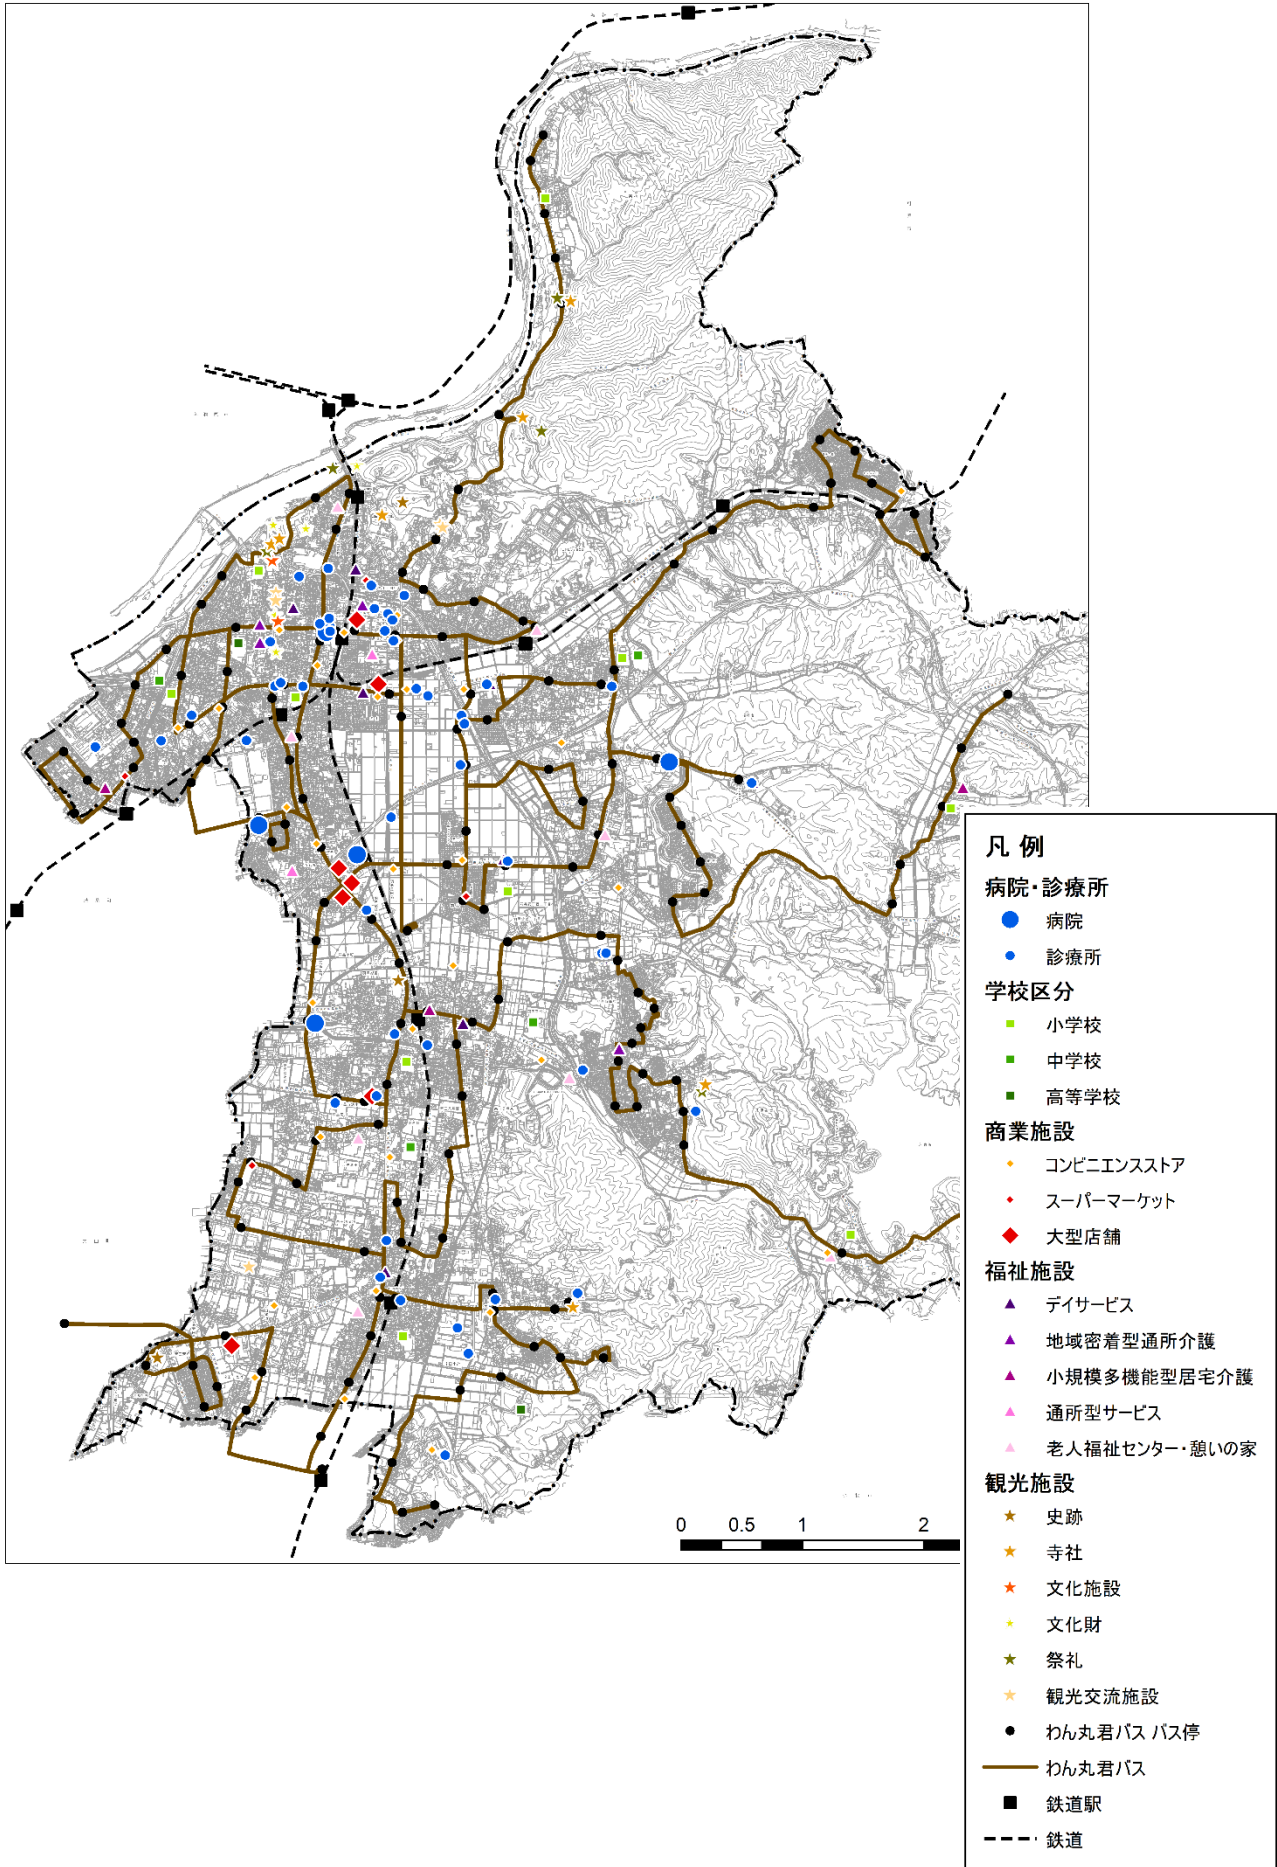 凡例
病院・診療所
病院
診療所
学校区分
小学校
中学校
高等学校
商業施設
コンビニエンスストア
スーパーマーケット
大型店舗
福祉施設
デイサービス
地域密着型通所介護
小規模多機能型居宅介護
通所型サービス
老人福祉センター・憩いの家
観光施設
史跡
寺社
文化施設
文化財
祭礼
観光交流施設
わん丸君バス バス停
わん丸君バス
鉄道駅
鉄道
0 0.5 1 2